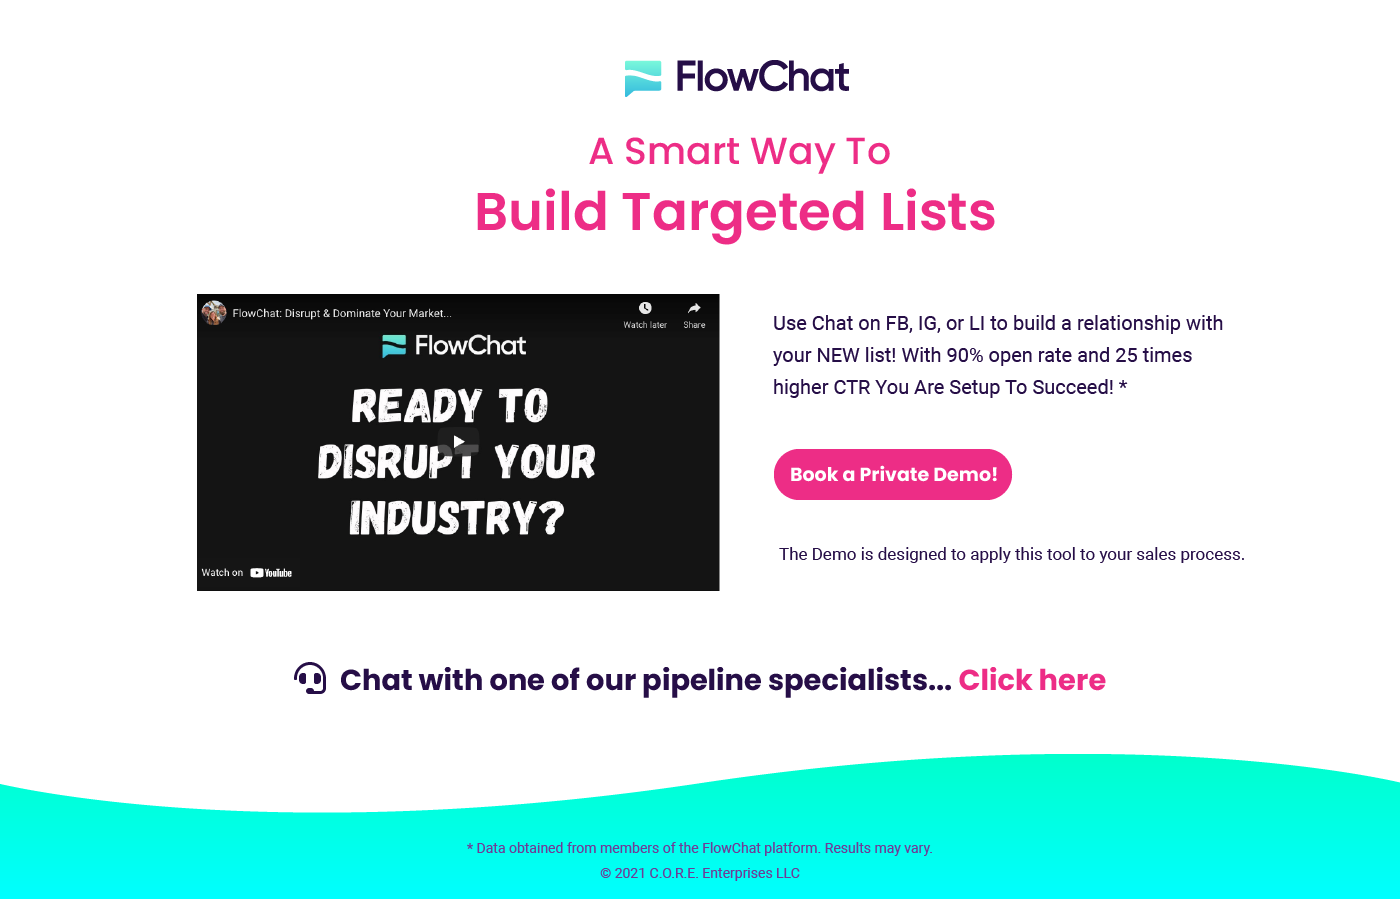 FlowChat
A Smart Way To
Build Targeted Lists
FlowChat: Disrupt & Dominate Your Market...
Watch later
Share
FlowChat
READY TO
DISRUPT YOUR
INDUSTRY?
Watch on YouTube
Use Chat on FB, IG, or LI to build a relationship with
your NEW list! With 90% open rate and 25 times
higher CTR You Are Setup To Succeed! *
Book a Private Demo!
The Demo is designed to apply this tool to your sales process.
Chat with one of our pipeline specialists... Click here
* Data obtained from members of the FlowChat platform. Results may vary.
© 2021 C.O.R.E. Enterprises LLC